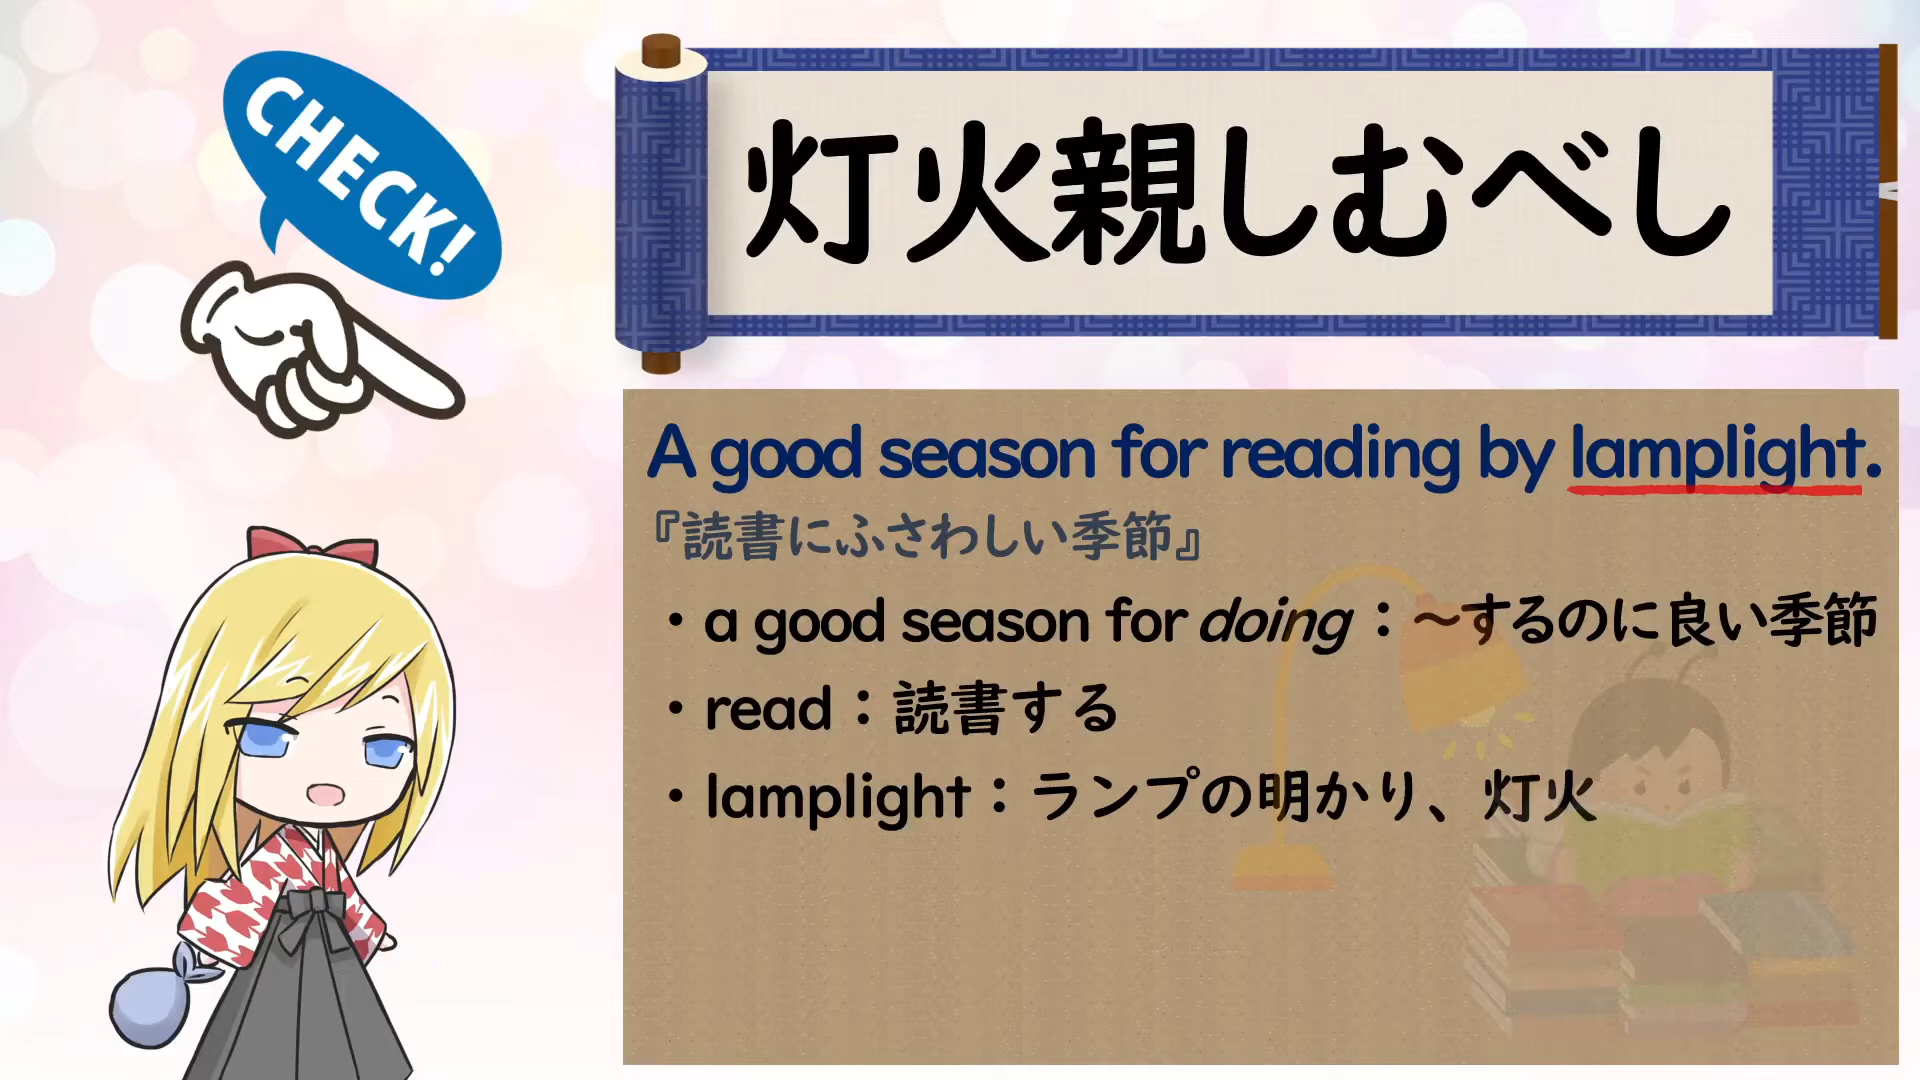 CHECK!
灯火親しむべし
A good season for reading by lamplight.
『読書にふさわしい季節』
・a good season for doing：～するのに良い季節
・read：読書する
・lamplight：ランプの明かり、灯火